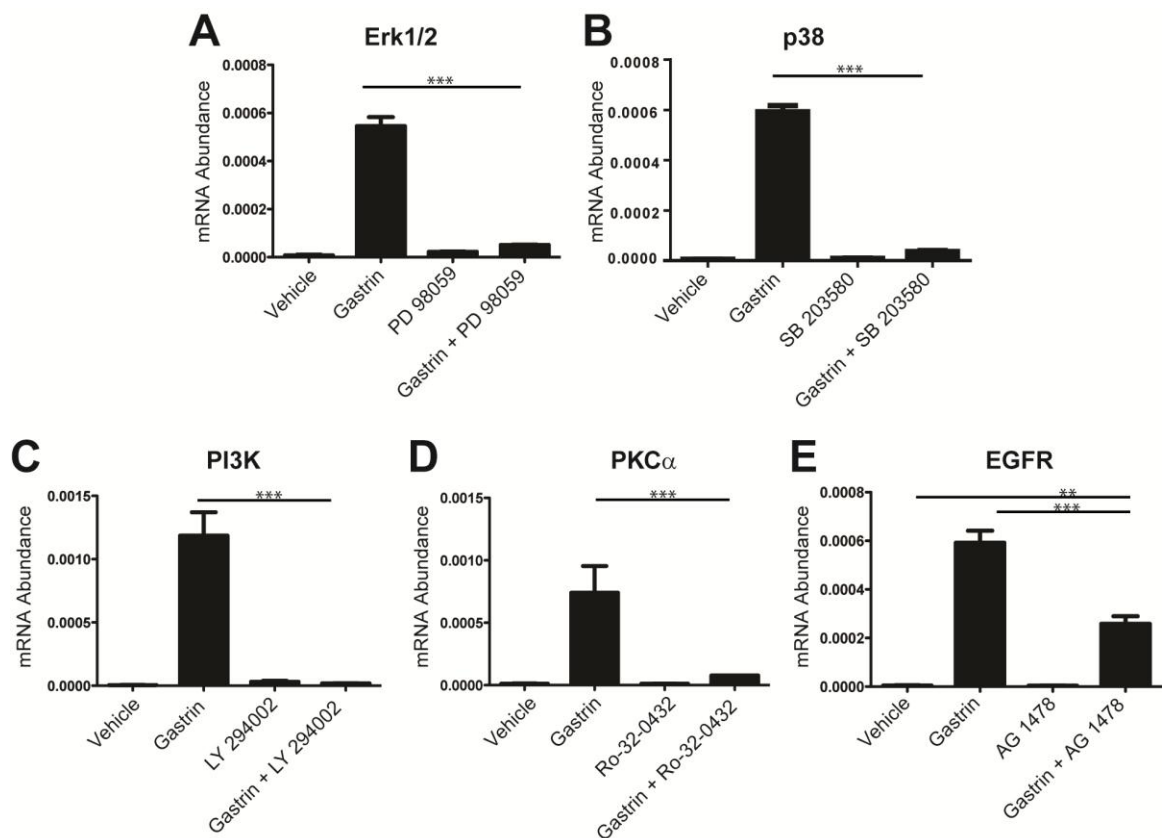 A
Erk1/2
mRNA Abundance
0.0008
0.0006
0.0004
0.0002
0.0000
***
Vehicle
Gastrin
PD 98059
Gastrin + PD 98059
B
p38
mRNA Abundance
0.0008
0.0006
0.0004
0.0002
0.0000
***
Vehicle
Gastrin
SB 203580
Gastrin + SB 203580
C
PI3K
mRNA Abundance
0.0015
0.0010
0.0005
0.0000
***
Vehicle
Gastrin
LY 294002
Gastrin + LY 294002
D
PKCα
mRNA Abundance
0.0015
0.0010
0.0005
0.0000
***
Vehicle
Gastrin
Ro-32-0432
Gastrin + Ro-32-0432
E
EGFR
mRNA Abundance
0.0008
0.0006
0.0004
0.0002
0.0000
**
***
Vehicle
Gastrin
AG 1478
Gastrin + AG 1478